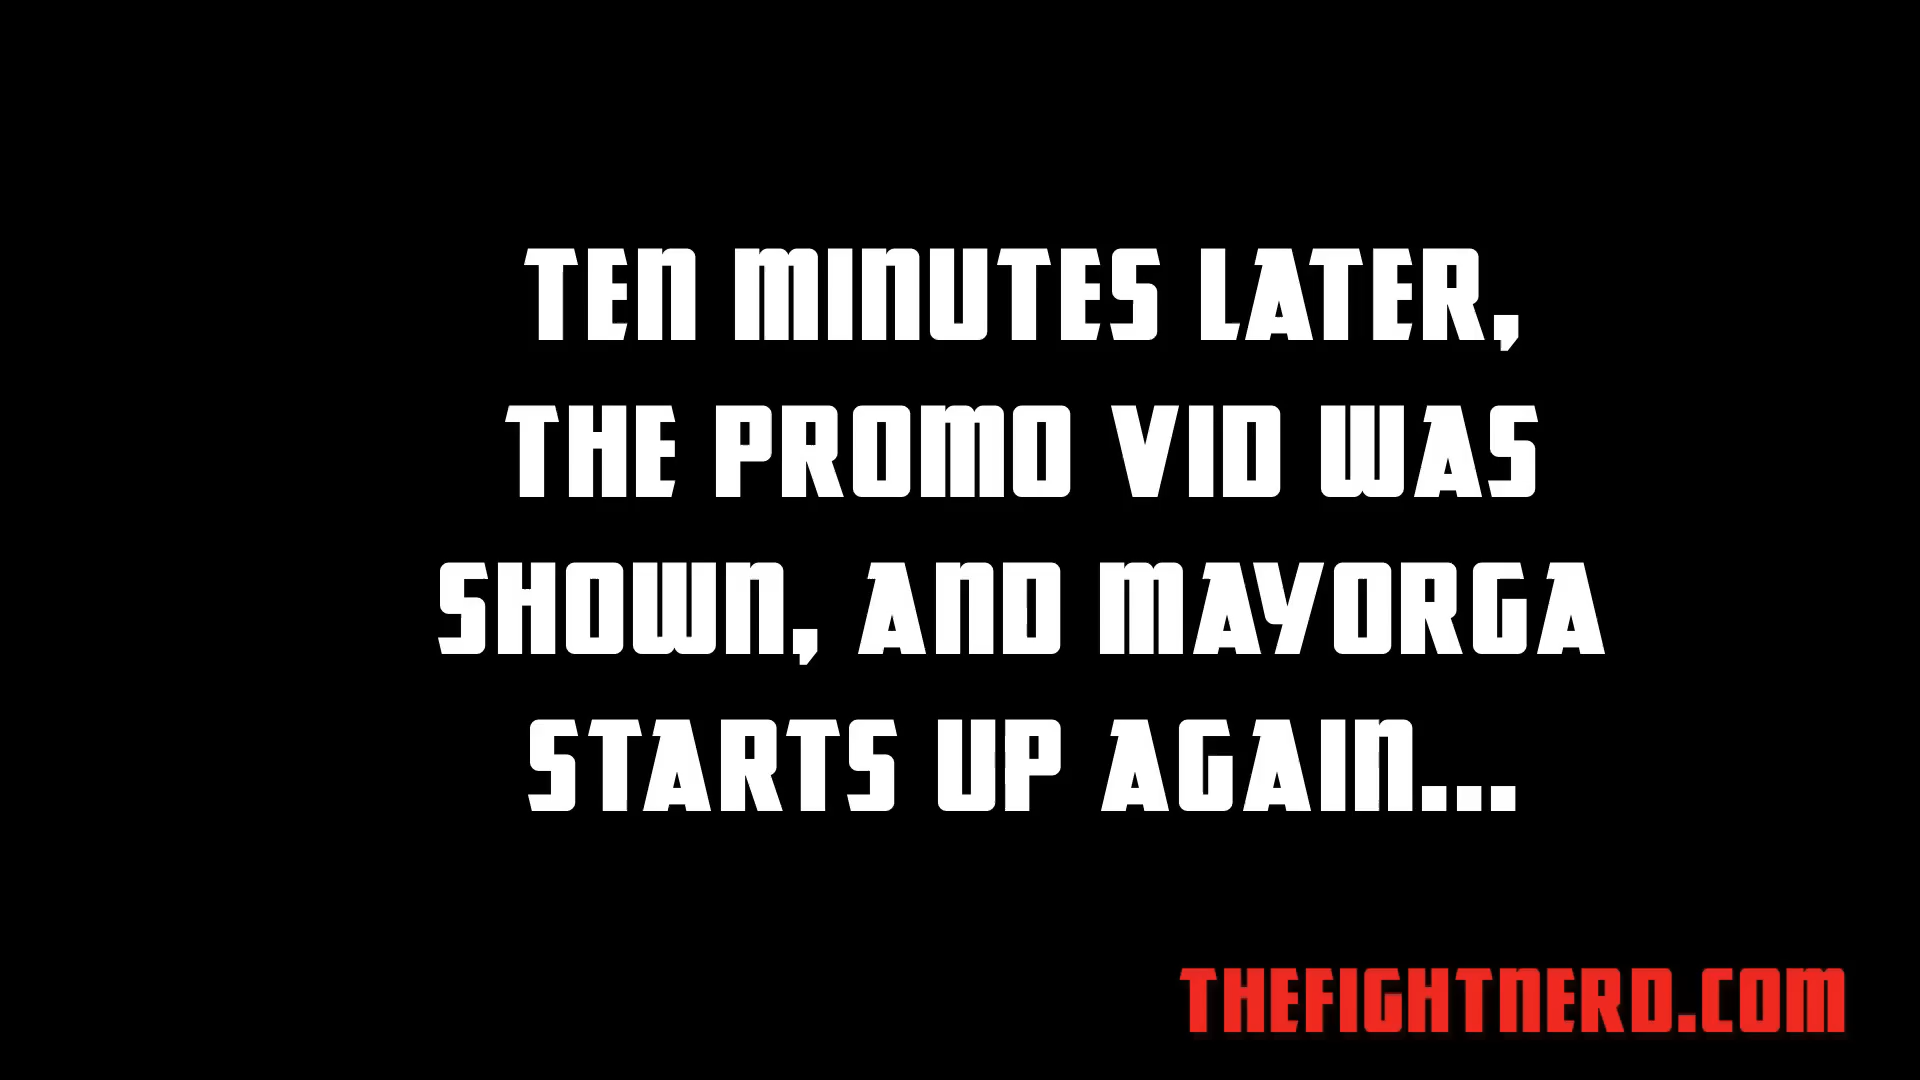 TEN MINUTES LATER,
THE PROMO VID WAS
SHOWN, AND MAYORGA
STARTS UP AGAIN...
THEFIGHTNERD.COM